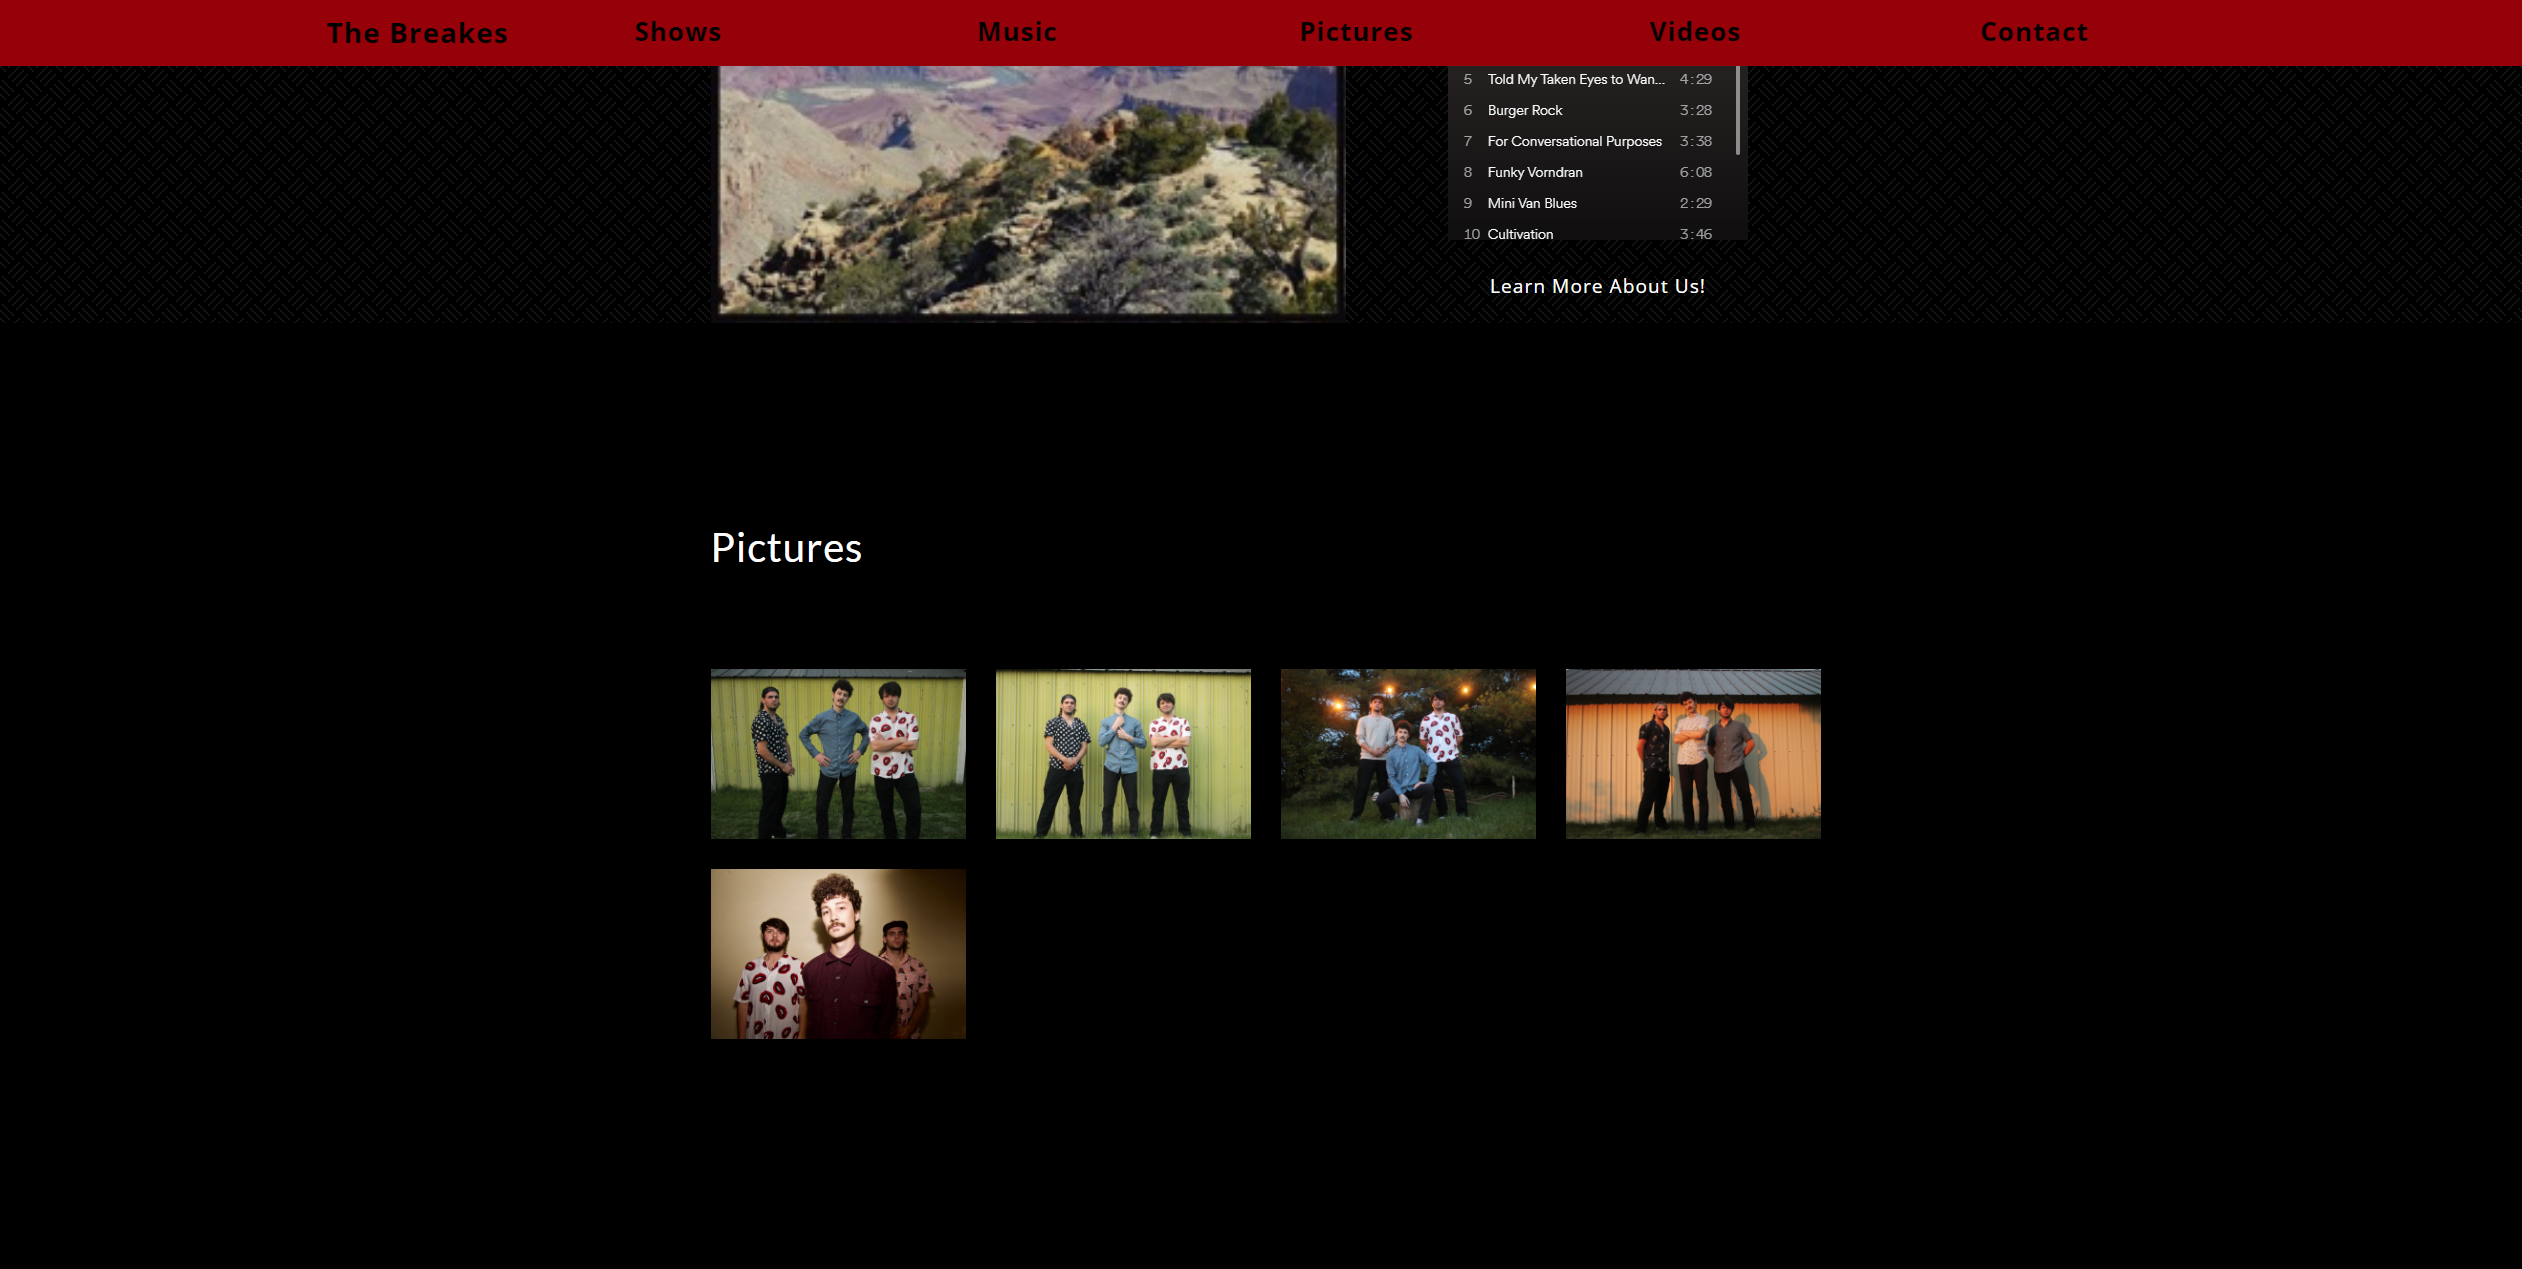 The Breakes Shows Music Pictures Videos Contact
5 Told My Taken Eyes to Wan... 4:29
6 Burger Rock 3:28
7 For Conversational Purposes 3:38
8 Funky Vorndran 6:08
9 Mini Van Blues 2:29
10 Cultivation 3:46
Learn More About Us!
Pictures